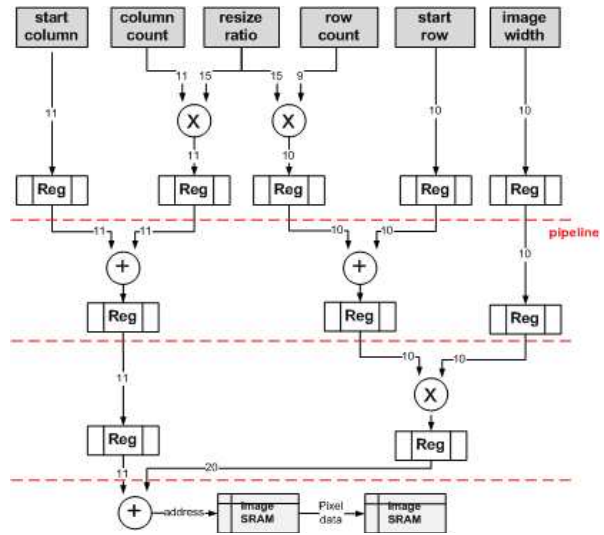 start column
column count
resize ratio
row count
start row
image width
11
15
15
9
11
10
10
X
X
11
10
Reg
Reg
Reg
Reg
Reg
pipeline
11
11
10
10
10
+
+
Reg
Reg
Reg
11
10
10
X
Reg
Reg
11
20
+
address
Image SRAM
Pixel data
Image SRAM